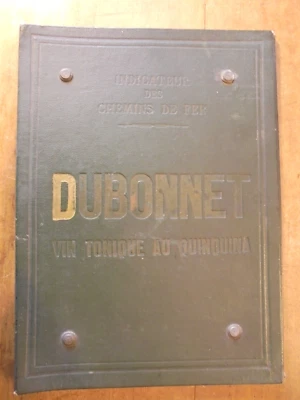 INDICATEUR
DES
CHEMINS DE FER
DUBONNET
VIN TONIQUE AU QUINQUINA